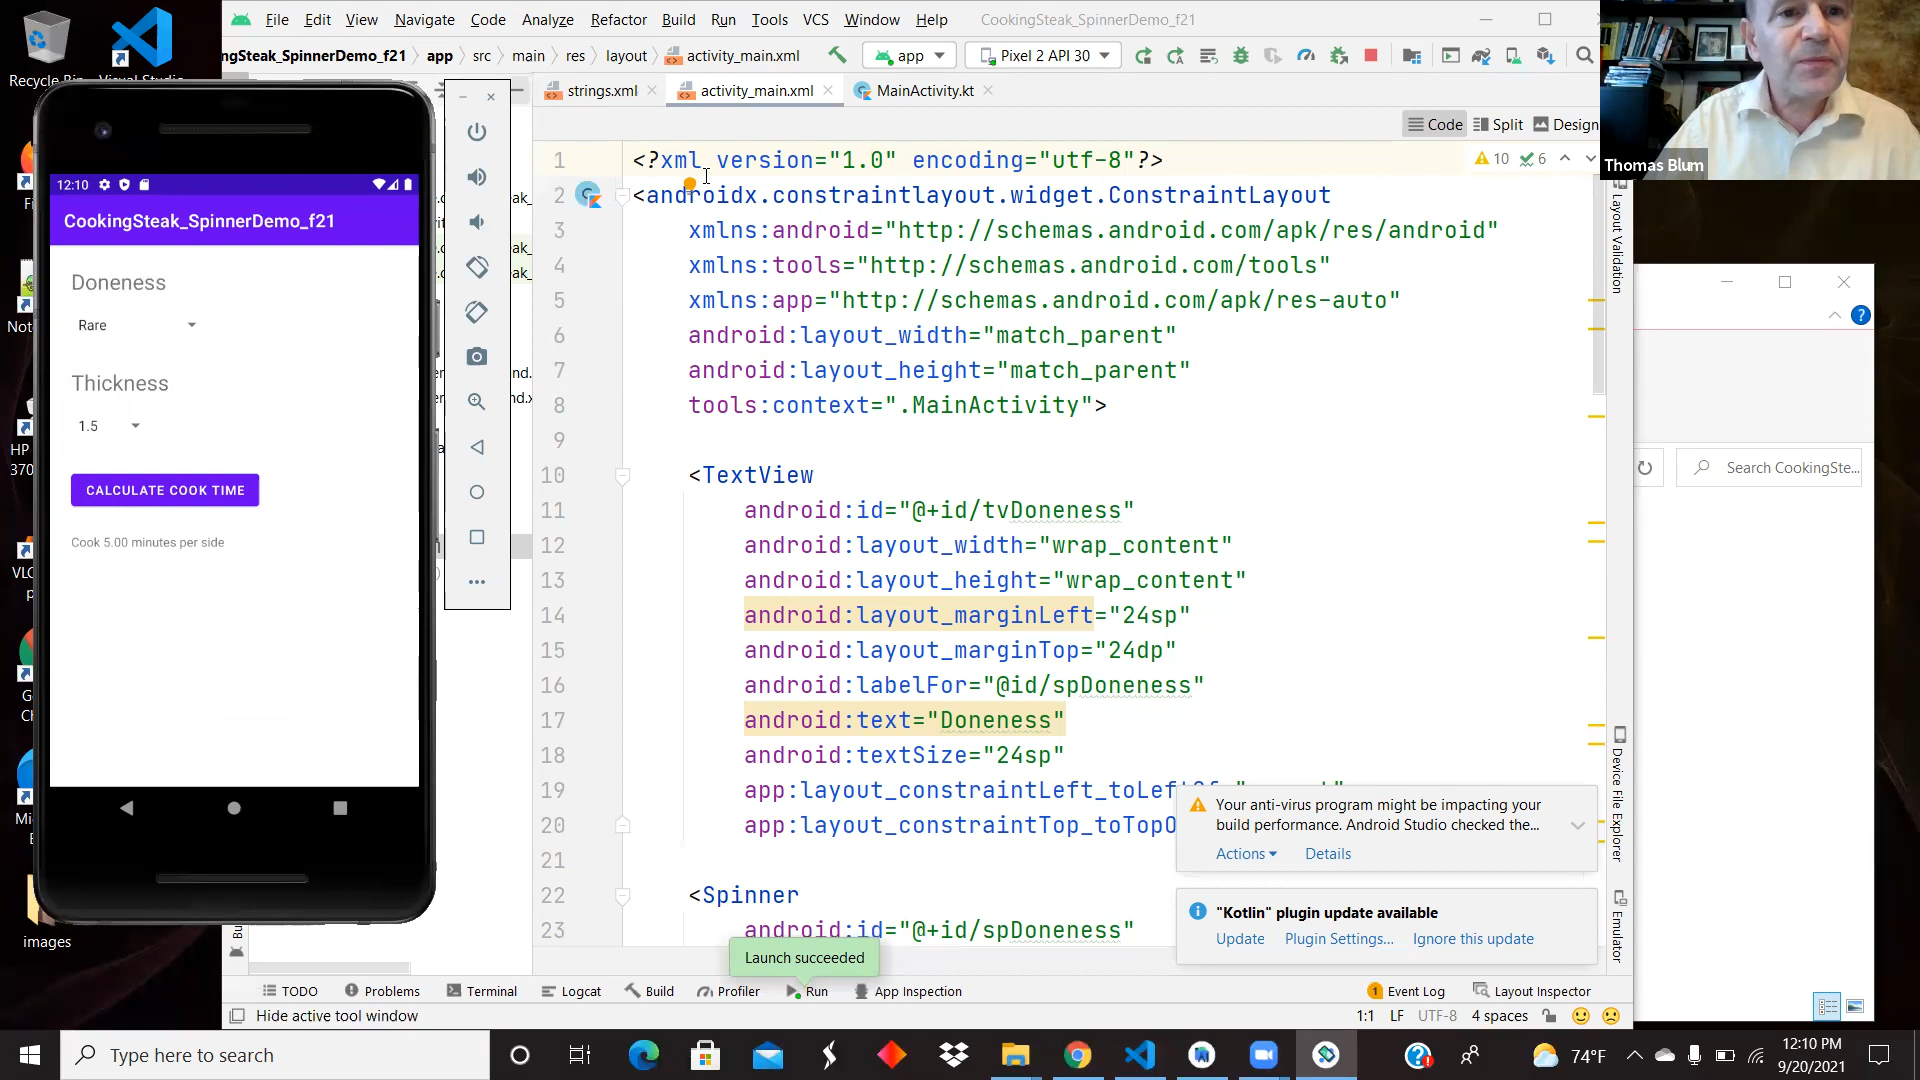 File Edit View Navigate Code Analyze Refactor Build Run Tools VCS Window Help CookingSteak_SpinnerDemo_f21
ngSteak_SpinnerDemo_f21 app src main res layout activity_main.xml app Pixel 2 API 30
strings.xml activity_main.xml MainActivity.kt
Code Split Design
Thomas Blum
10 6
1 <?xml version="1.0" encoding="utf-8"?>
2 <androidx.constraintlayout.widget.ConstraintLayout
3 xmlns:android="http://schemas.android.com/apk/res/android"
4 xmlns:tools="http://schemas.android.com/tools"
5 xmlns:app="http://schemas.android.com/apk/res-auto"
6 android:layout_width="match_parent"
7 android:layout_height="match_parent"
8 tools:context=".MainActivity">
9
10 <TextView
11 android:id="@+id/tvDoneness"
12 android:layout_width="wrap_content"
13 android:layout_height="wrap_content"
14 android:layout_marginLeft="24sp"
15 android:layout_marginTop="24dp"
16 android:labelFor="@id/spDoneness"
17 android:text="Doneness"
18 android:textSize="24sp"
19 app:layout_constraintLeft_toLeftOf
20 app:layout_constraintTop_toTopO
21
22 <Spinner
23 android:id="@+id/spDoneness"
Recycle Bin
12:10
CookingSteak_SpinnerDemo_f21
Doneness
Rare
Thickness
1.5
CALCULATE COOK TIME
Cook 5.00 minutes per side
images
Layout Validation
Device File Explorer
Emulator
Search CookingSte...
Your anti-virus program might be impacting your
build performance. Android Studio checked the...
Actions Details
"Kotlin" plugin update available
Update Plugin Settings... Ignore this update
Launch succeeded
TODO Problems Terminal Logcat Build Profiler Run App Inspection 1 Event Log Layout Inspector
Hide active tool window 1:1 LF UTF-8 4 spaces
Type here to search 74°F 12:10 PM
9/20/2021